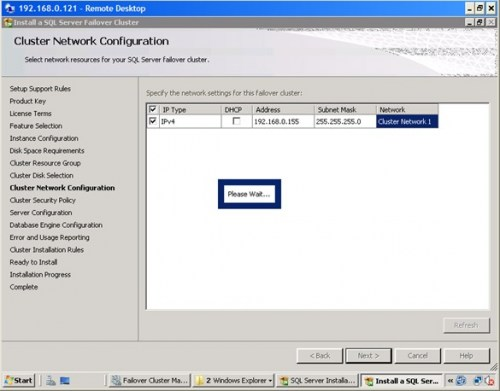 192.168.0.121 - Remote Desktop
Install a SQL Server Failover Cluster
Cluster Network Configuration
Select network resources for your SQL Server failover cluster.
Setup Support Rules
Product Key
License Terms
Feature Selection
Instance Configuration
Disk Space Requirements
Cluster Resource Group
Cluster Disk Selection
Cluster Network Configuration
Cluster Security Policy
Server Configuration
Database Engine Configuration
Error and Usage Reporting
Cluster Installation Rules
Ready to Install
Installation Progress
Complete
Specify the network settings for this failover cluster:
IP Type DHCP Address Subnet Mask Network
IPv4 192.168.0.155 255.255.255.0 Cluster Network 1
Please Wait...
Refresh
< Back Next > Cancel Help
Start Failover Cluster Ma... 2 Windows Explorer SQL Server Installa... Install a SQL Ser...